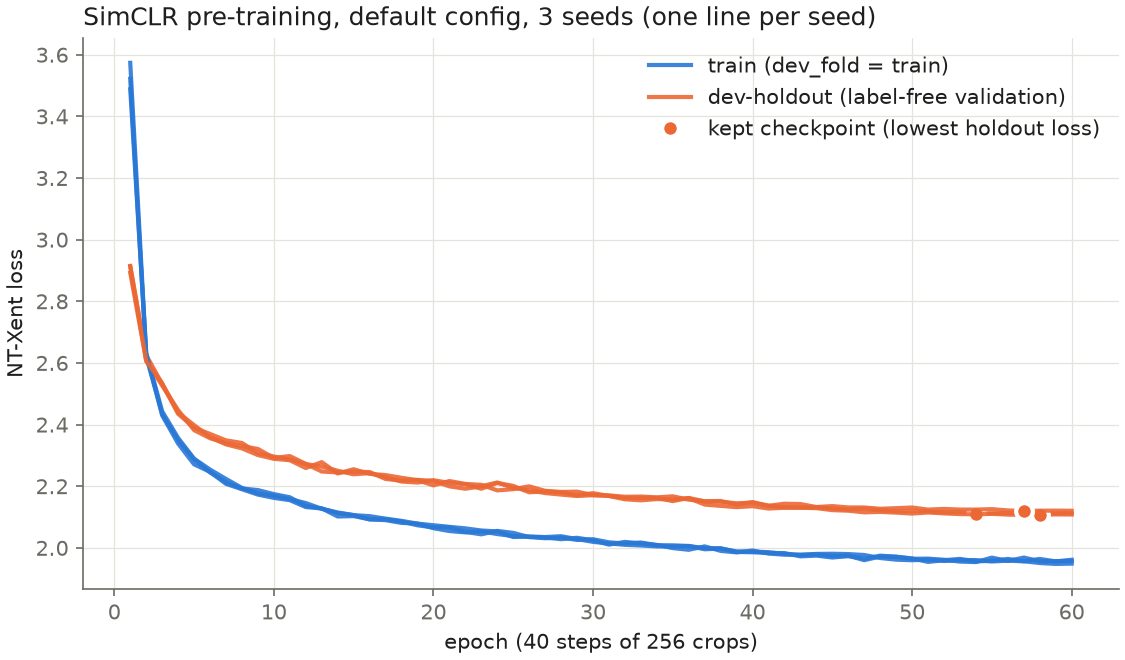 SimCLR pre-training, default config, 3 seeds (one line per seed)
train (dev_fold = train)
dev-holdout (label-free validation)
kept checkpoint (lowest holdout loss)
NT-Xent loss
3.6
3.4
3.2
3.0
2.8
2.6
2.4
2.2
2.0
0 10 20 30 40 50 60
epoch (40 steps of 256 crops)